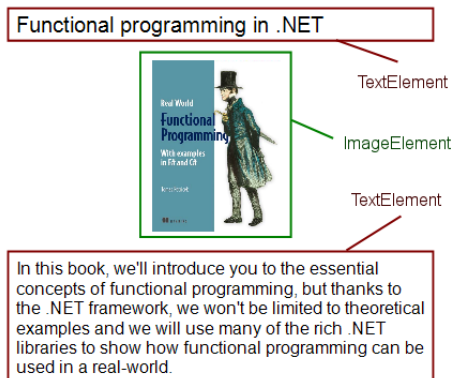 Functional programming in .NET
TextElement
Real World
Functional
Programming
With examples
in F# and C#
ImageElement
TextElement
In this book, we'll introduce you to the essential
concepts of functional programming, but thanks to
the .NET framework, we won't be limited to theoretical
examples and we will use many of the rich .NET
libraries to show how functional programming can be
used in a real-world.